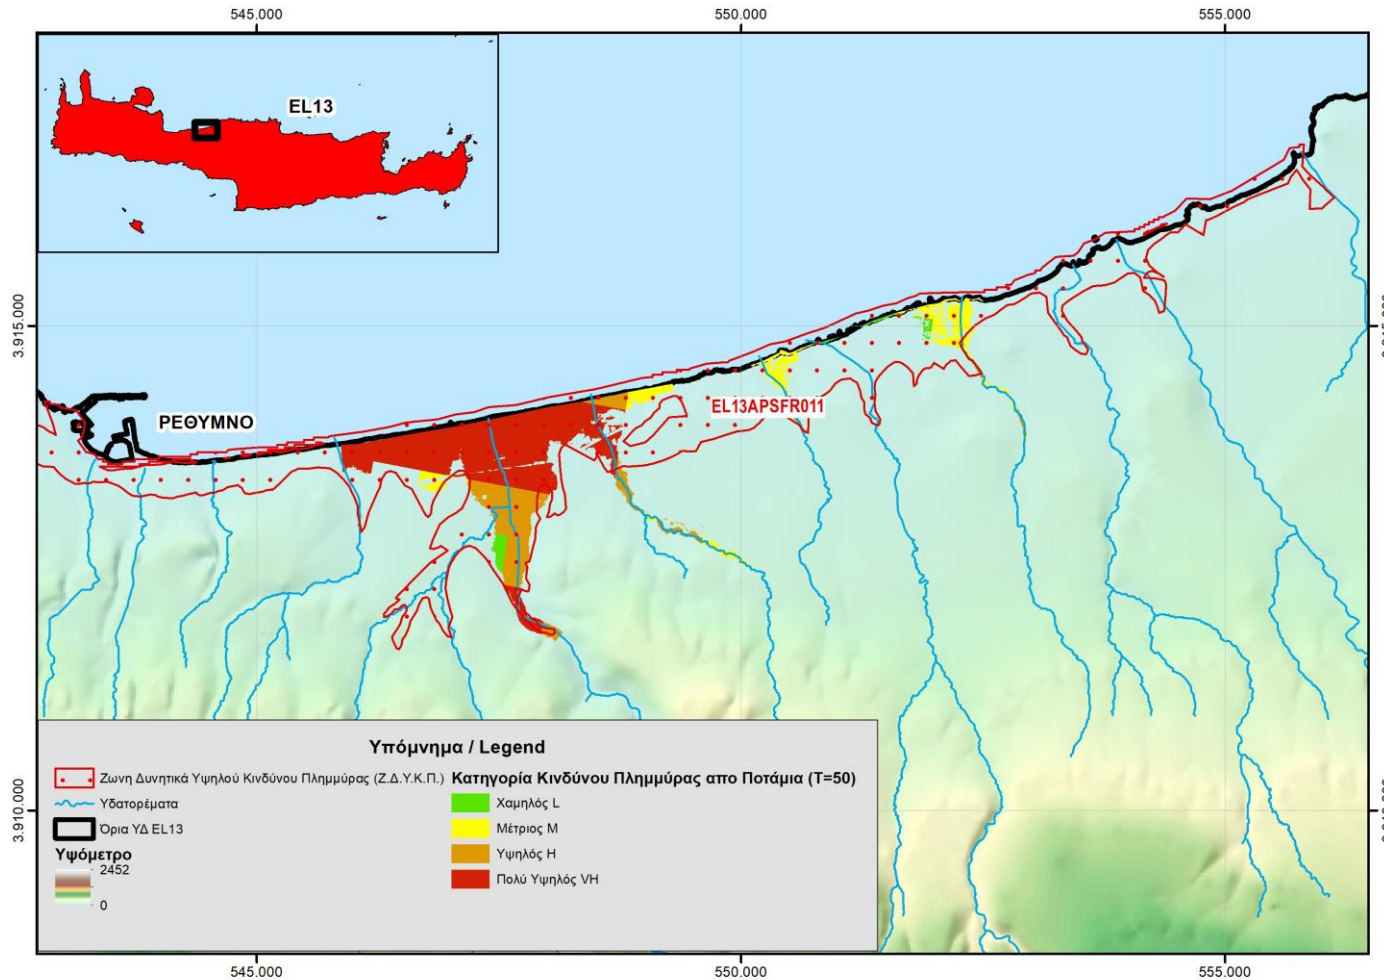 545.000 550.000 555.000
EL13
3.915.000
EL13APSFR011
ΡΕΘΥΜΝΟ
Υπόμνημα / Legend
Ζωνη Δυνητικά Υψηλού Κινδύνου Πλημμύρας (Ζ.Δ.Υ.Κ.Π.)
Υδατορέματα
Όρια ΥΔ EL13
Υψόμετρο
2452
0
Κατηγορία Κινδύνου Πλημμύρας απο Ποτάμια (T=50)
Χαμηλός L
Μέτριος M
Υψηλός H
Πολύ Υψηλός VH
3.910.000
545.000 550.000 555.000